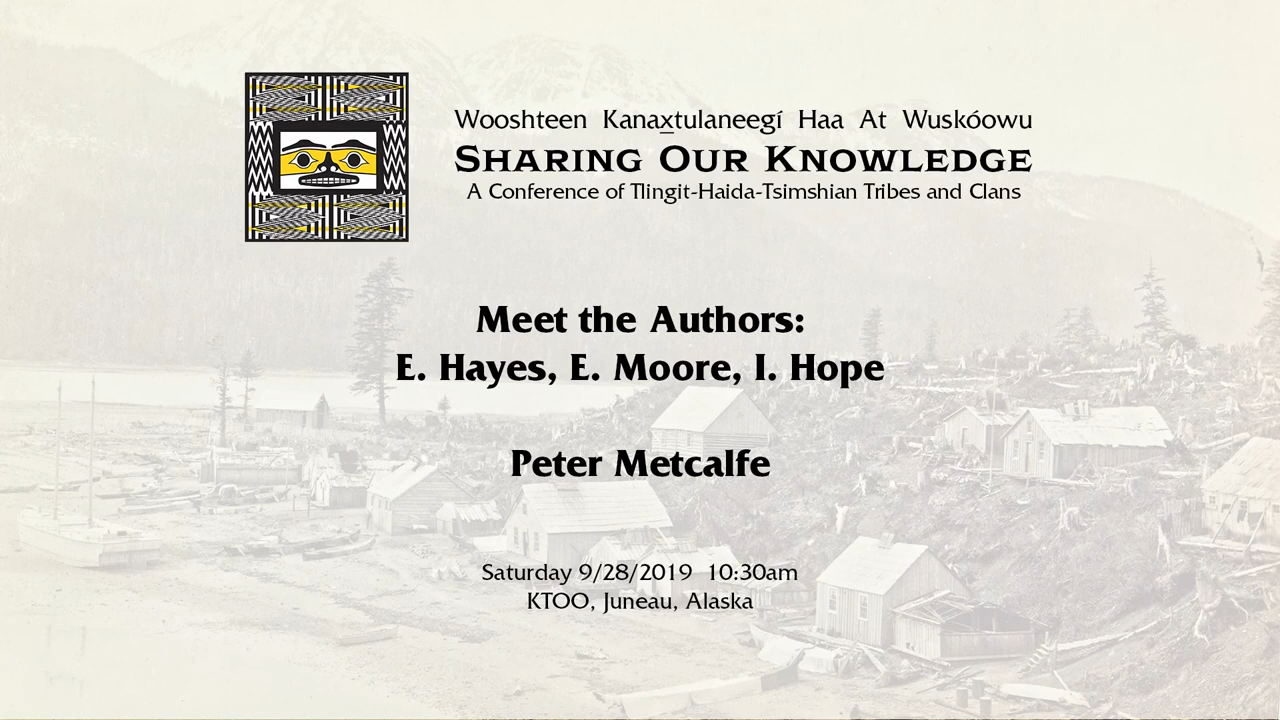 Wooshteen Kanax̲tulaneegí Haa At Wuskóowu
Sharing Our Knowledge
A Conference of Tlingit-Haida-Tsimshian Tribes and Clans
Meet the Authors:
E. Hayes, E. Moore, I. Hope
Peter Metcalfe
Saturday 9/28/2019 10:30am
KTOO, Juneau, Alaska